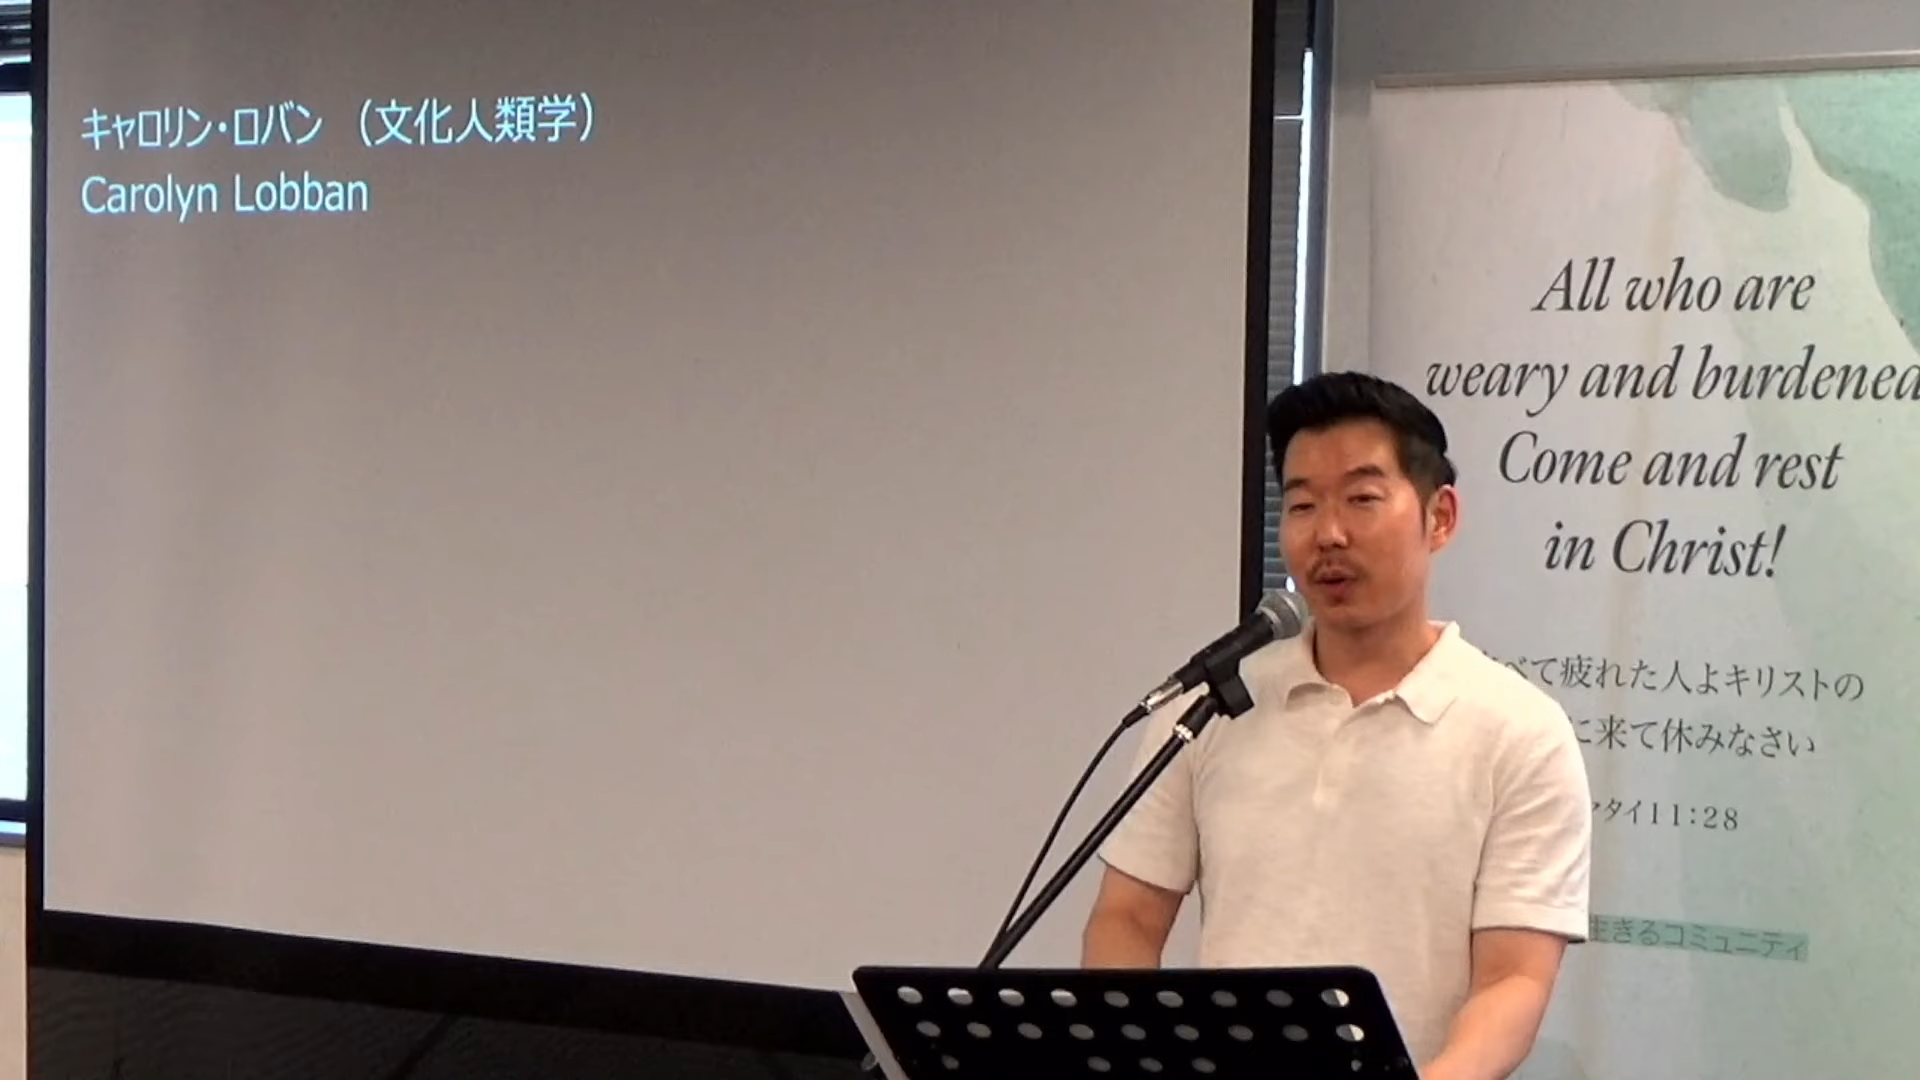 キャロリン・ロバン （文化人類学）
Carolyn Lobban
All who are
weary and burdened
Come and rest
in Christ!
べて疲れた人よキリストの
に来て休みなさい
マタイ11:28
生きるコミュニティ